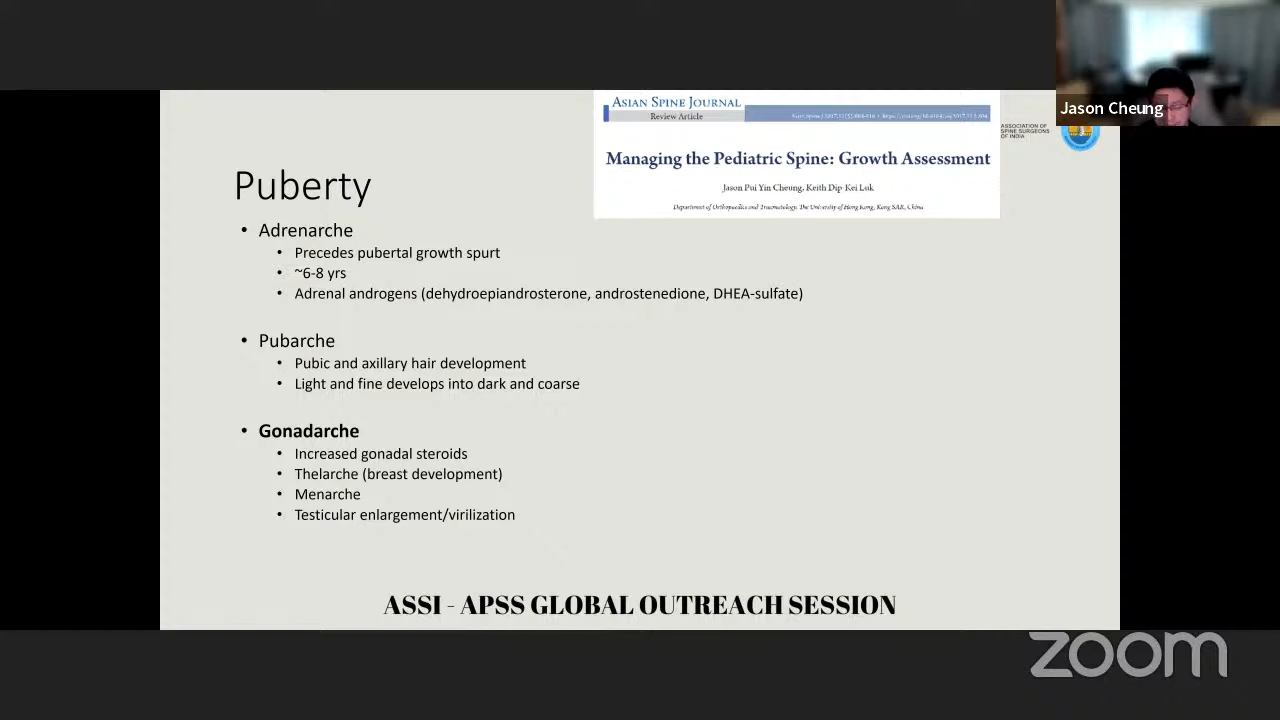 Jason Cheung
ASIAN SPINE JOURNAL
Review Article
ASSOCIATION OF
SPINE SURGEONS
OF INDIA
Managing the Pediatric Spine: Growth Assessment
Jason Pui Yin Cheung, Keith Dip-Kei Luk
Department of Orthopaedics and Traumatology, The University of Hong Kong, Hong Kong SAR, China
Puberty
• Adrenarche
• Precedes pubertal growth spurt
• ~6-8 yrs
• Adrenal androgens (dehydroepiandrosterone, androstenedione, DHEA-sulfate)
• Pubarche
• Pubic and axillary hair development
• Light and fine develops into dark and coarse
• Gonadarche
• Increased gonadal steroids
• Thelarche (breast development)
• Menarche
• Testicular enlargement/virilization
ASSI - APSS GLOBAL OUTREACH SESSION
zoom